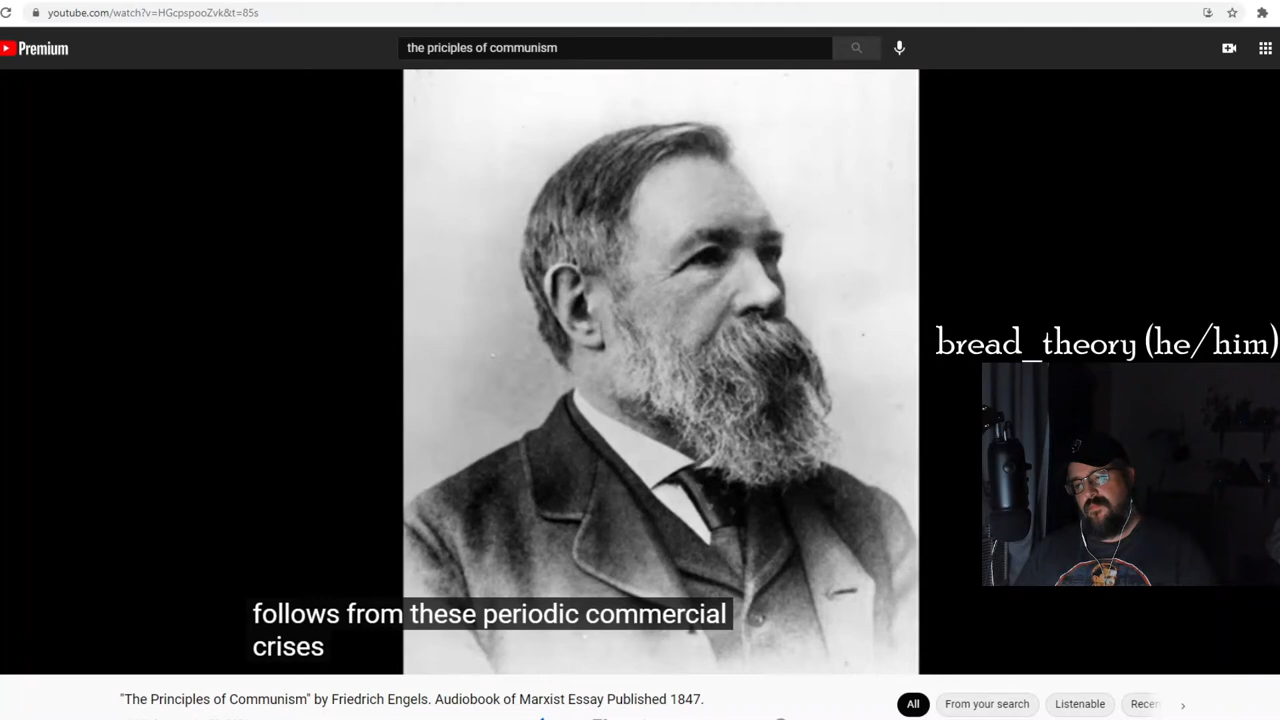 youtube.com/watch?v=HGcpspooZvk&t=85s
Premium
the priciples of communism
bread_theory (he/him)
follows from these periodic commercial
crises
"The Principles of Communism" by Friedrich Engels. Audiobook of Marxist Essay Published 1847.
All
From your search
Listenable